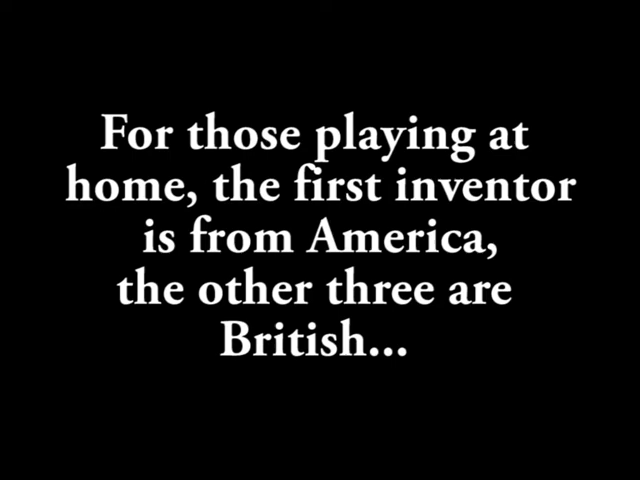 For those playing at
home, the first inventor
is from America,
the other three are
British...